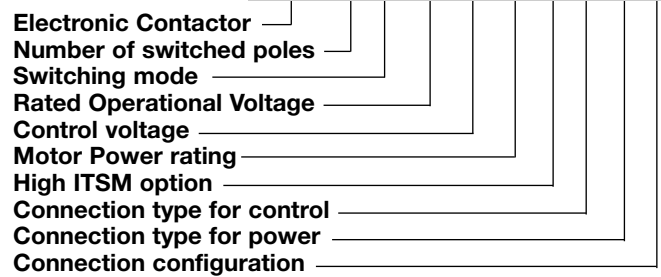 Electronic Contactor
Number of switched poles
Switching mode
Rated Operational Voltage
Control voltage
Motor Power rating
High ITSM option
Connection type for control
Connection type for power
Connection configuration